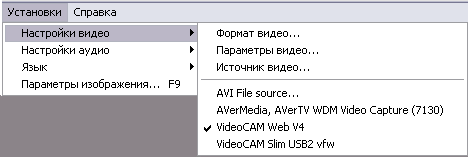 Установки Справка
Настройки видео
Настройки аудио
Язык
Параметры изображения... F9
Формат видео...
Параметры видео...
Источник видео...
AVI File source...
AVerMedia, AVerTV WDM Video Capture (7130)
VideoCAM Web V4
VideoCAM Slim USB2 vfw